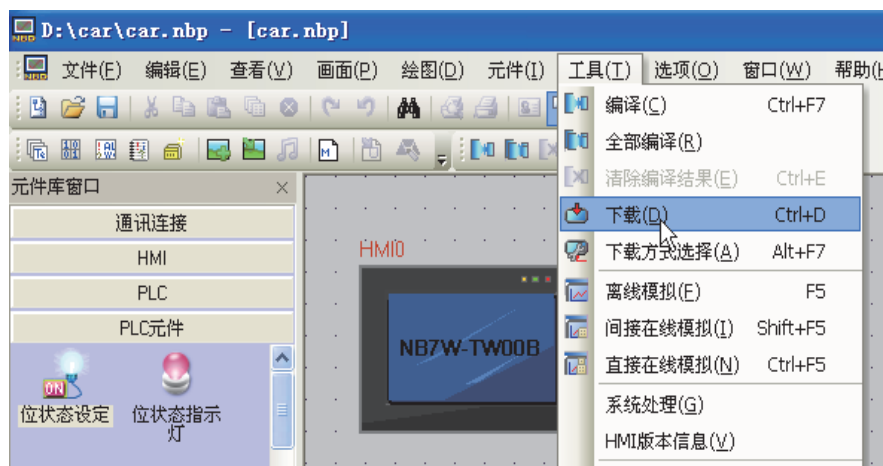 D:\car\car.nbp - [car.nbp]
文件(F) 编辑(E) 查看(V) 画面(P) 绘图(D) 元件(I) 工具(T) 选项(O) 窗口(W) 帮助(H
编译(C) Ctrl+F7
全部编译(R)
清除编译结果(E) Ctrl+E
下载(D) Ctrl+D
下载方式选择(A) Alt+F7
离线模拟(F) F5
间接在线模拟(I) Shift+F5
直接在线模拟(N) Ctrl+F5
系统处理(G)
HMI版本信息(V)
元件库窗口
通讯连接
HMI
PLC
PLC元件
ON
位状态设定
位状态指示
灯
HMI0
NB7W-TW00B